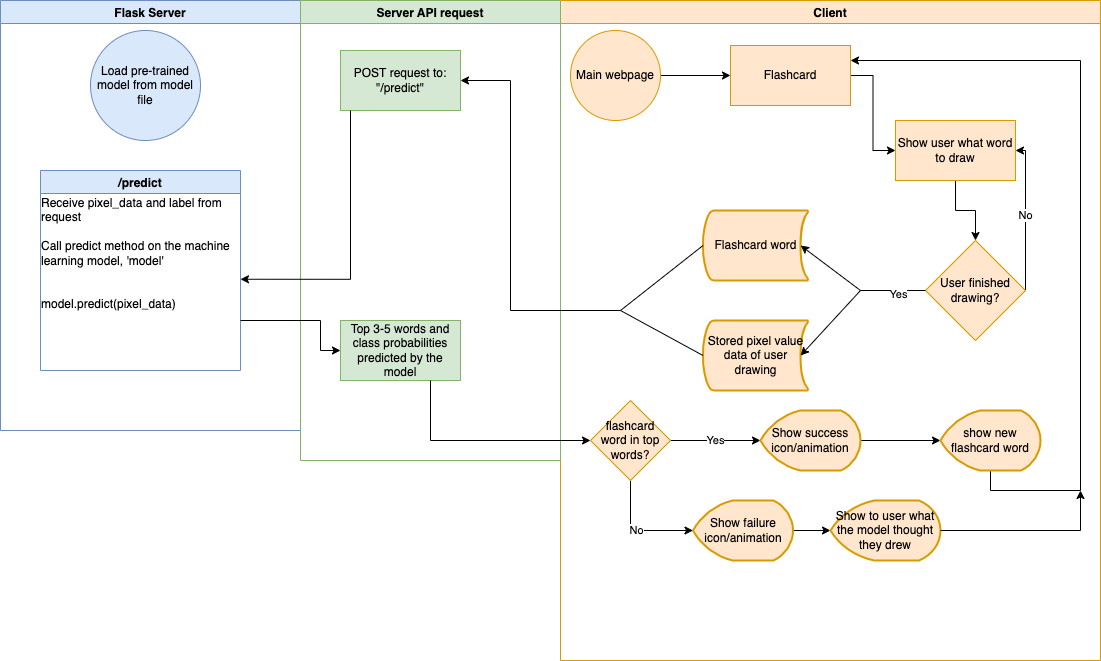 Flask Server
Server API request
Client
Load pre-trained
model from model
file
POST request to:
"/predict"
Main webpage
Flashcard
Show user what word
to draw
/predict
Receive pixel_data and label from
request
Call predict method on the machine
learning model, 'model'
model.predict(pixel_data)
No
Flashcard word
User finished
drawing?
Yes
Top 3-5 words and
class probabilities
predicted by the
model
Stored pixel value
data of user
drawing
flashcard
word in top
words?
Yes
Show success
icon/animation
show new
flashcard word
No
Show failure
icon/animation
Show to user what
the model thought
they drew